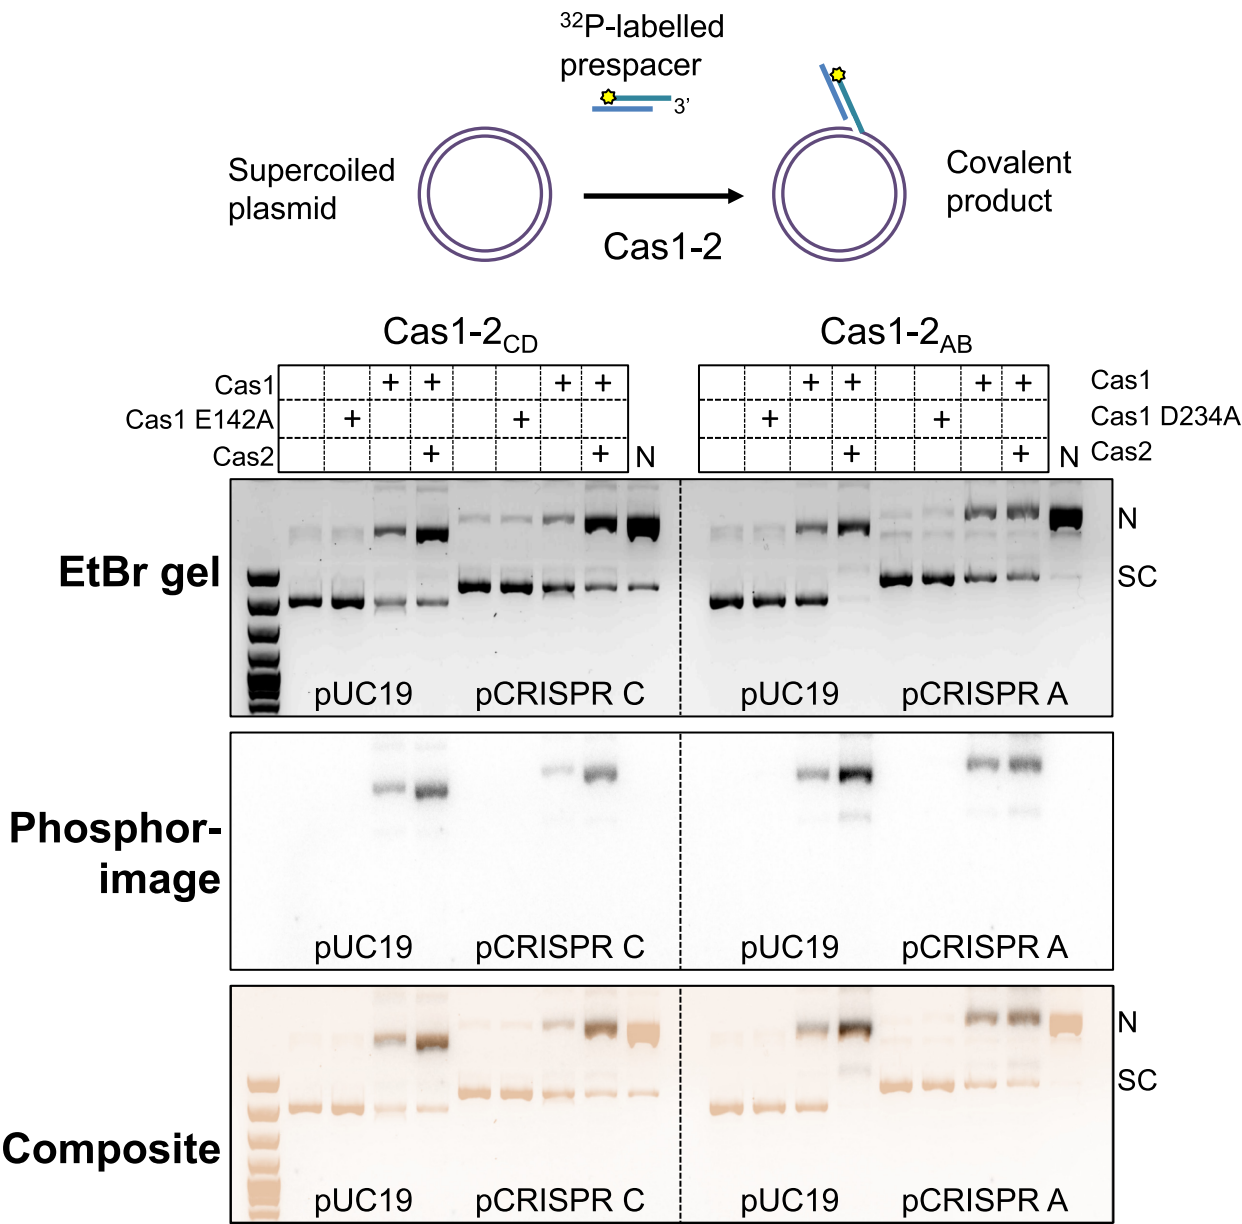 ³²P-labelled
prespacer
3’
Supercoiled
plasmid
Cas1-2
Covalent
product
Cas1-2CD
Cas1-2AB
Cas1 + + + + + + + + Cas1
Cas1 E142A + + + + Cas1 D234A
Cas2 + + N + + N Cas2
EtBr gel
N
SC
pUC19 pCRISPR C pUC19 pCRISPR A
Phosphor-
image
pUC19 pCRISPR C pUC19 pCRISPR A
N
SC
Composite
pUC19 pCRISPR C pUC19 pCRISPR A